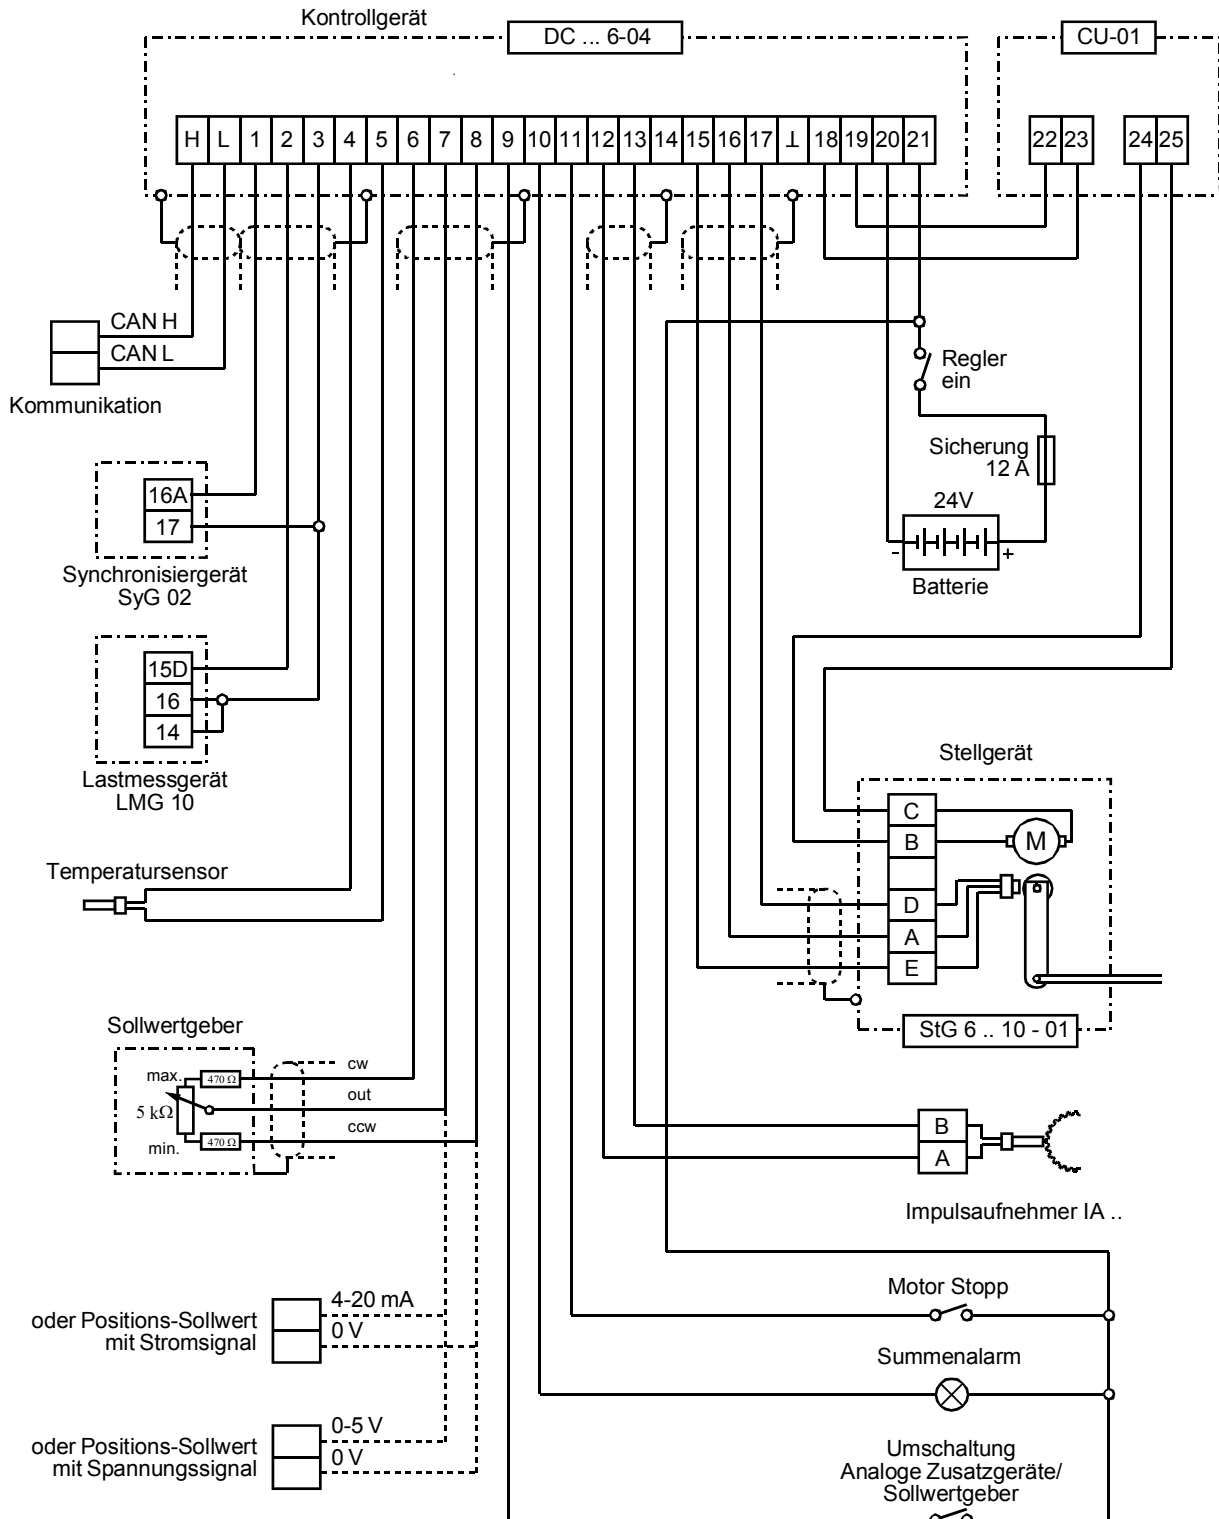 Kontrollgerät
DC ... 6-04
CU-01
H L 1 2 3 4 5 6 7 8 9 10 11 12 13 14 15 16 17 ⊥ 18 19 20 21
22 23 24 25
CAN H
CAN L
Kommunikation
Regler
ein
Sicherung
12 A
24V
- +
Batterie
16A
17
Synchronisiergerät
SyG 02
15D
16
14
Lastmessgerät
LMG 10
Stellgerät
C
B
M
D
A
E
StG 6 .. 10 - 01
Temperatursensor
Sollwertgeber
max.
470 Ω
cw
5 kΩ
out
min.
470 Ω
ccw
B
A
Impulsaufnehmer IA ..
4-20 mA
0 V
oder Positions-Sollwert
mit Stromsignal
Motor Stopp
Summenalarm
0-5 V
0 V
oder Positions-Sollwert
mit Spannungssignal
Umschaltung
Analoge Zusatzgeräte/
Sollwertgeber